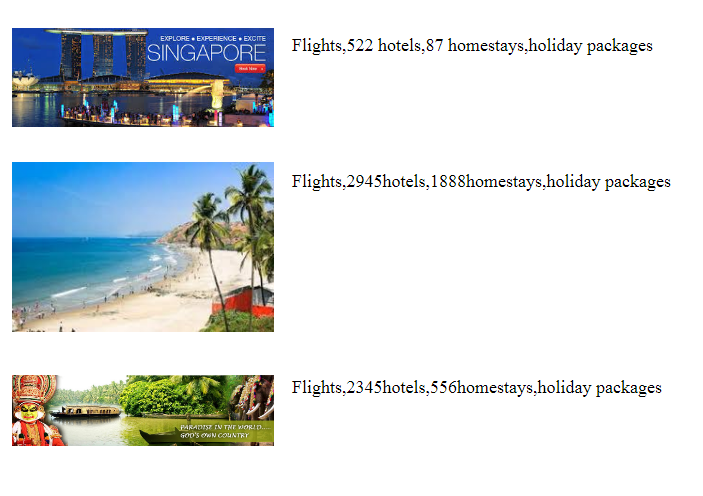 EXPLORE • EXPERIENCE • EXCITE
SINGAPORE
Book Now
Flights,522 hotels,87 homestays,holiday packages
Flights,2945hotels,1888homestays,holiday packages
Flights,2345hotels,556homestays,holiday packages
PARADISE IN THE WORLD....
GOD'S OWN COUNTRY